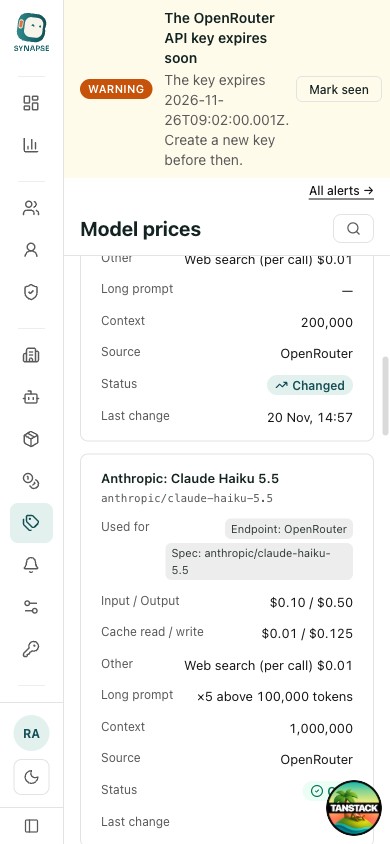 SYNAPSE
The OpenRouter
API key expires
soon
WARNING
The key expires
2026-11-
26T09:02:00.001Z.
Create a new key
before then.
Mark seen
All alerts →
Model prices
Other Web search (per call) $0.01
Long prompt —
Context 200,000
Source OpenRouter
Status Changed
Last change 20 Nov, 14:57
Anthropic: Claude Haiku 5.5
anthropic/claude-haiku-5.5
Used for Endpoint: OpenRouter
Spec: anthropic/claude-haiku-
5.5
Input / Output $0.10 / $0.50
Cache read / write $0.01 / $0.125
Other Web search (per call) $0.01
Long prompt ×5 above 100,000 tokens
Context 1,000,000
Source OpenRouter
Status
Last change
RA
TANSTACK